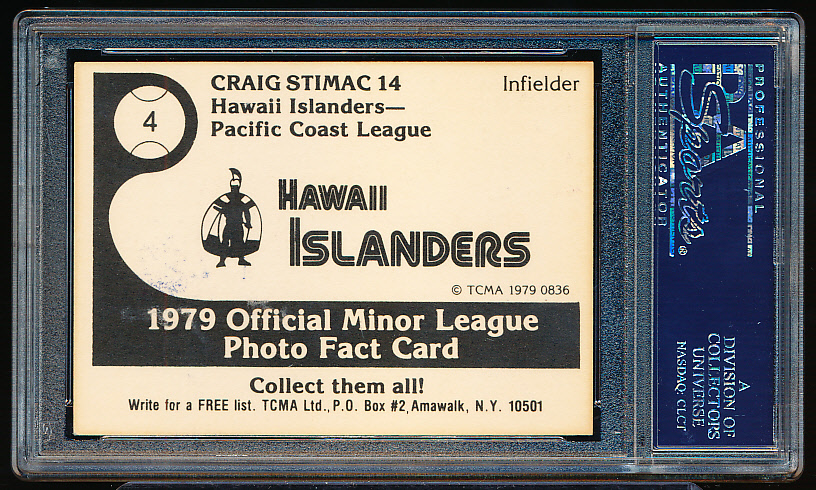 CRAIG STIMAC 14
Infielder
Hawaii Islanders—
Pacific Coast League
4
HAWAII
ISLANDERS
© TCMA 1979 0836
1979 Official Minor League
Photo Fact Card
Collect them all!
Write for a FREE list. TCMA Ltd., P.O. Box #2, Amawalk, N.Y. 10501
PROFESSIONAL
PSA
Sports®
AUTHENTICATOR
A
DIVISION OF
COLLECTORS
UNIVERSE
NASDAQ: CLCT